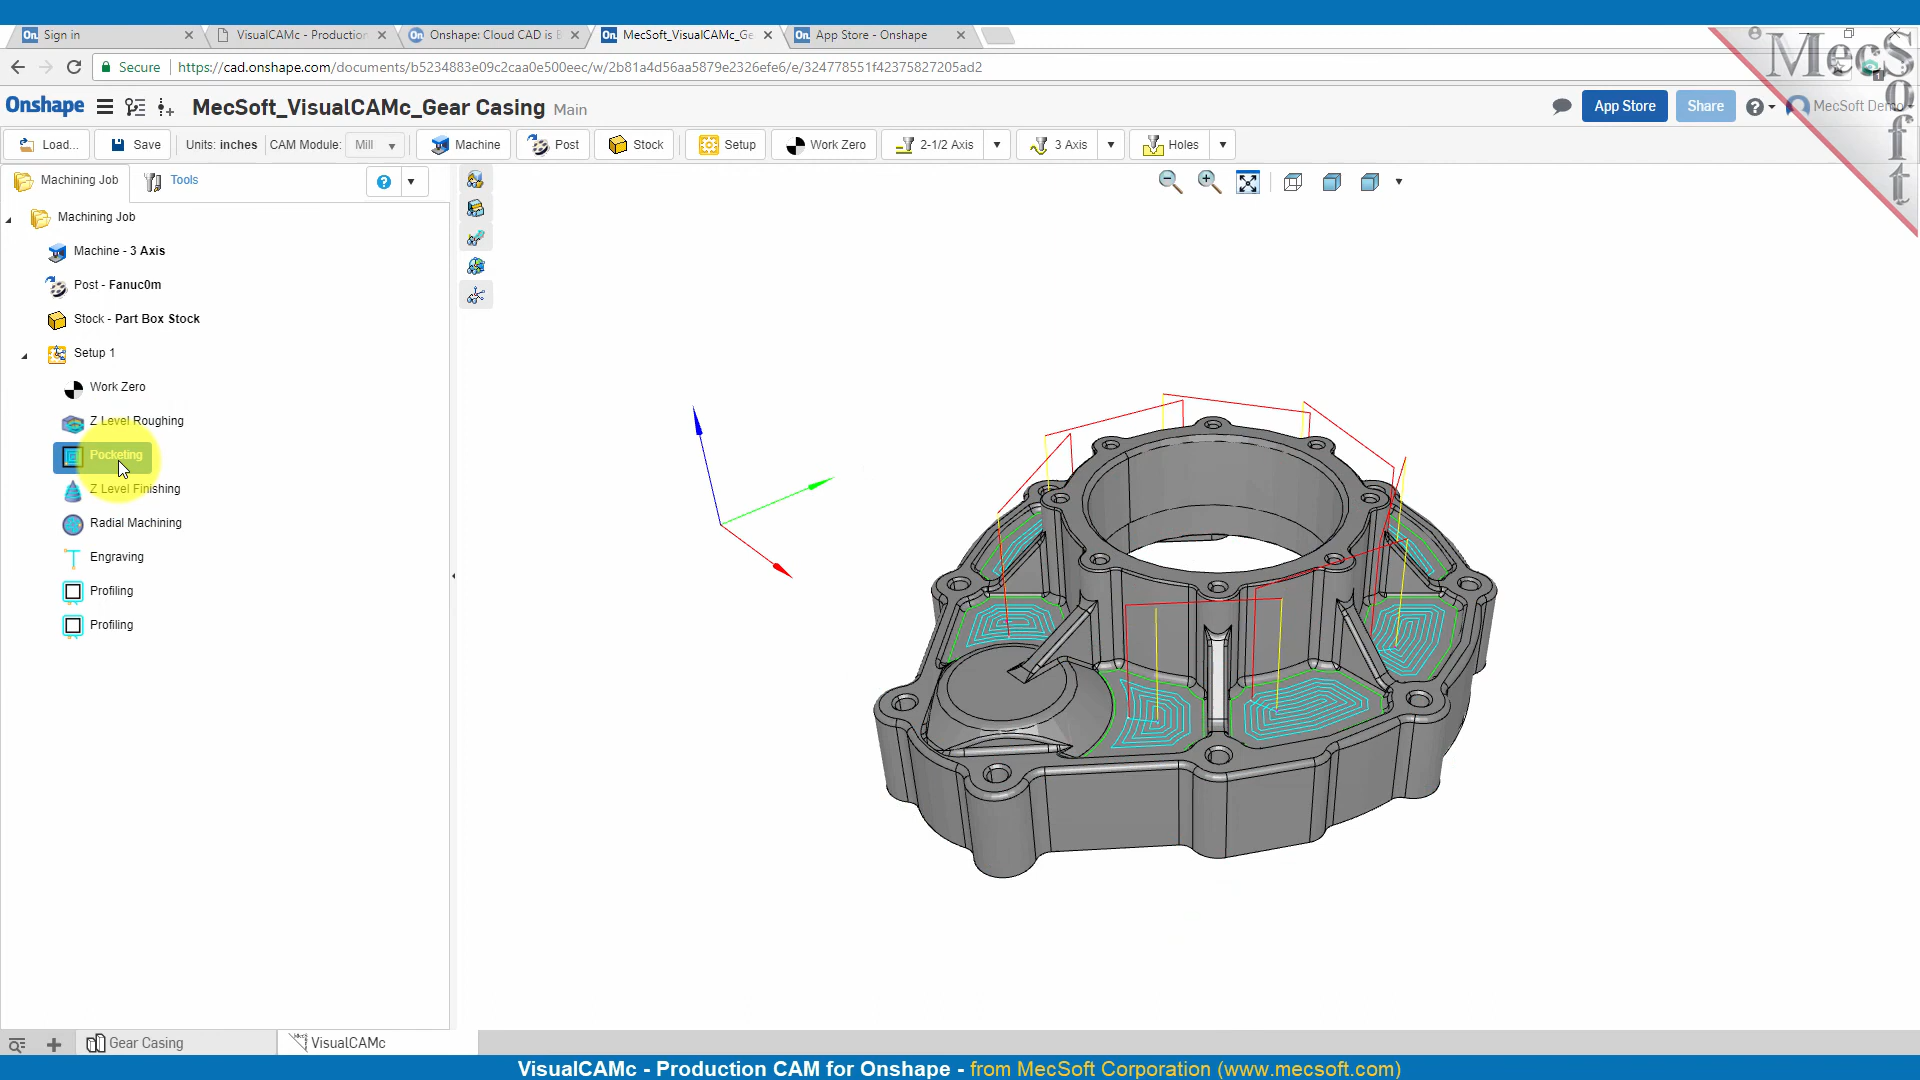 Sign in
VisualCAMc - Production
Onshape: Cloud CAD is B
MecSoft_VisualCAMc_Ge
App Store - Onshape
Secure
https://cad.onshape.com/documents/b5234883e09c2caa0e500eec/w/2b81a4d56aa5879e2326efe6/e/324778551f42375827205ad2
MecSoft
Onshape
MecSoft_VisualCAMc_Gear Casing Main
App Store
Share
MecSoft Demo
Load...
Save
Units: inches
CAM Module:
Mill
Machine
Post
Stock
Setup
Work Zero
2-1/2 Axis
3 Axis
Holes
Machining Job
Tools
Machining Job
Machine - 3 Axis
Post - Fanuc0m
Stock - Part Box Stock
Setup 1
Work Zero
Z Level Roughing
Pocketing
Z Level Finishing
Radial Machining
Engraving
Profiling
Profiling
Gear Casing
VisualCAMc
VisualCAMc - Production CAM for Onshape - from MecSoft Corporation (www.mecsoft.com)